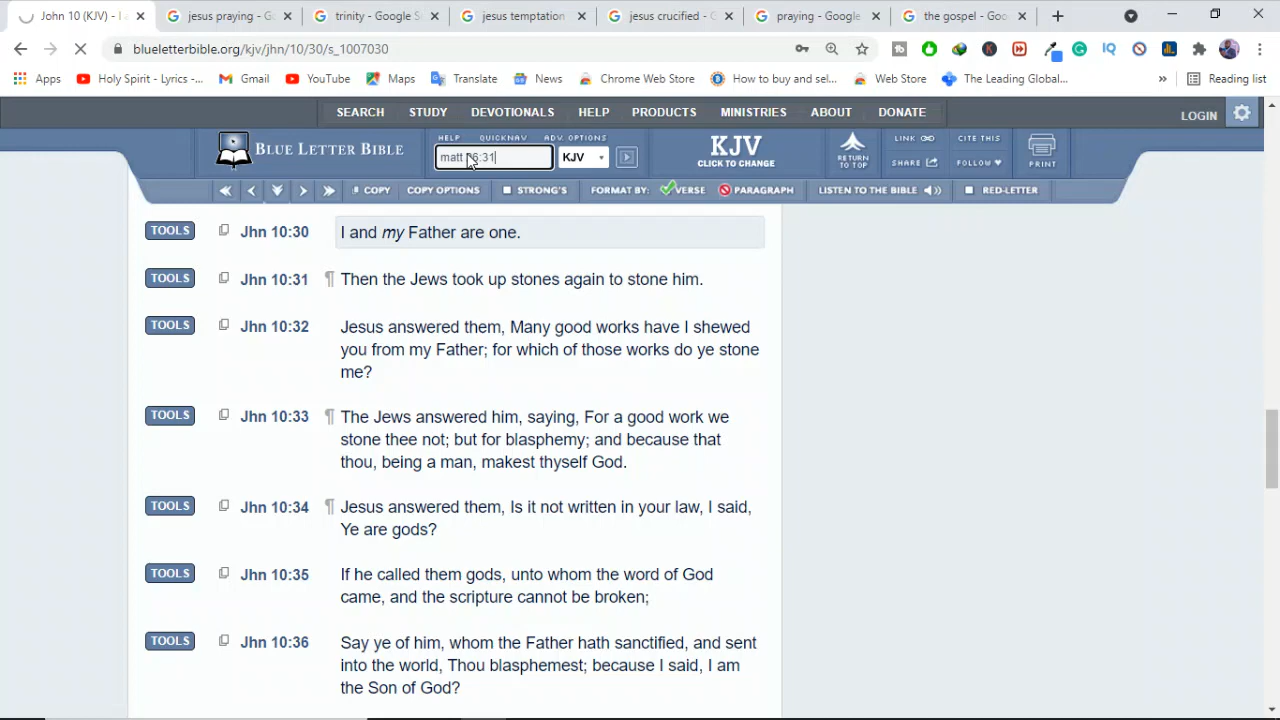 John 10 (KJV) - I a
jesus praying - G
trinity - Google S
jesus temptation
jesus crucified - G
praying - Google
the gospel - Goo
blueletterbible.org/kjv/jhn/10/30/s_1007030
Apps
Holy Spirit - Lyrics -...
Gmail
YouTube
Maps
Translate
News
Chrome Web Store
How to buy and sel...
Web Store
The Leading Global...
»
Reading list
SEARCH STUDY DEVOTIONALS HELP PRODUCTS MINISTRIES ABOUT DONATE
LOGIN
BLUE LETTER BIBLE
HELP QUICKNAV ADV. OPTIONS
matt 26:31
KJV
KJV
CLICK TO CHANGE
RETURN
TO TOP
LINK
CITE THIS
SHARE
FOLLOW
PRINT
COPY COPY OPTIONS STRONG'S FORMAT BY: VERSE PARAGRAPH LISTEN TO THE BIBLE RED-LETTER
TOOLS Jhn 10:30 I and my Father are one.
TOOLS Jhn 10:31 ¶ Then the Jews took up stones again to stone him.
TOOLS Jhn 10:32 Jesus answered them, Many good works have I shewed
you from my Father; for which of those works do ye stone
me?
TOOLS Jhn 10:33 ¶ The Jews answered him, saying, For a good work we
stone thee not; but for blasphemy; and because that
thou, being a man, makest thyself God.
TOOLS Jhn 10:34 ¶ Jesus answered them, Is it not written in your law, I said,
Ye are gods?
TOOLS Jhn 10:35 If he called them gods, unto whom the word of God
came, and the scripture cannot be broken;
TOOLS Jhn 10:36 Say ye of him, whom the Father hath sanctified, and sent
into the world, Thou blasphemest; because I said, I am
the Son of God?